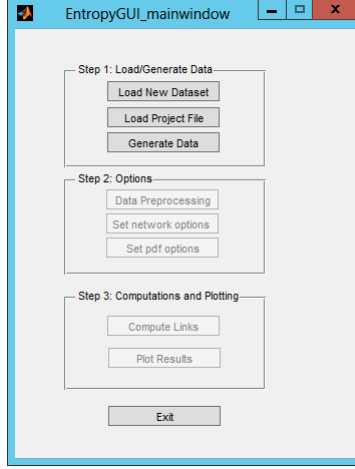 EntropyGUI_mainwindow
Step 1: Load/Generate Data
Load New Dataset
Load Project File
Generate Data
Step 2: Options
Data Preprocessing
Set network options
Set pdf options
Step 3: Computations and Plotting
Compute Links
Plot Results
Exit